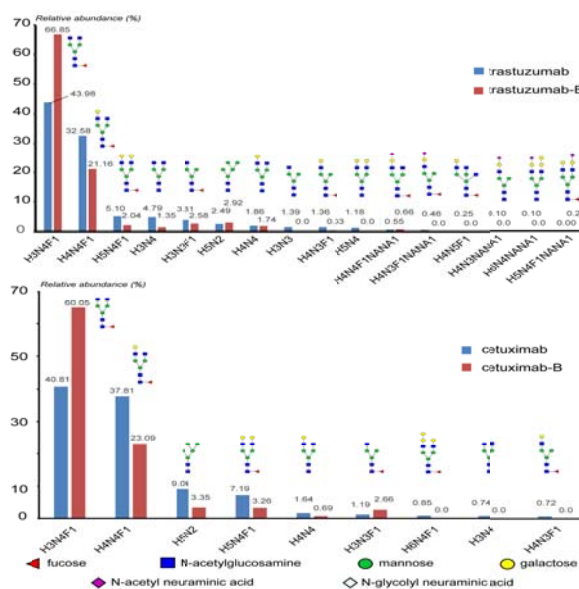 Relative abundance (%)
70
66.85
60
trastuzumab
50
trastuzumab-B
43.98
40
32.58
30
20
21.16
10
5.10
2.04
4.79
1.35
3.11
2.58
2.49
2.92
1.86
1.74
1.39
0.0
1.36
0.33
1.18
0.0
0.55
0.66
0.46
0.0
0.25
0.0
0.10
0.0
0.10
0.0
0.0
0
H3N4F1
H4N4F1
H5N4F1
H3N4
H3N3F1
H5N2
H4N4
H3N3
H4N3F1
H5N4
H4N4F1NANA1
H4N3F1NANA1
H4N5F1
H4N3NANA1
H5N4F1NANA1
Relative abundance (%)
70
cetuximab
cetuximab-B
50
40.81
37.81
30
23.09
10
3.35
7.19
3.26
1.64
0.69
1.19
2.66
0.85
0.0
0.74
0.0
0.72
0.0
0
H3N4F1
H4N4F1
H5N2
H5N4F1
H4N4
H3N3F1
H6N4F1
H3N4
H4N3F1
fucose
N-acetylglucosamine
mannose
galactose
N-acetyl neuraminic acid
N-glycolyl neuraminic acid